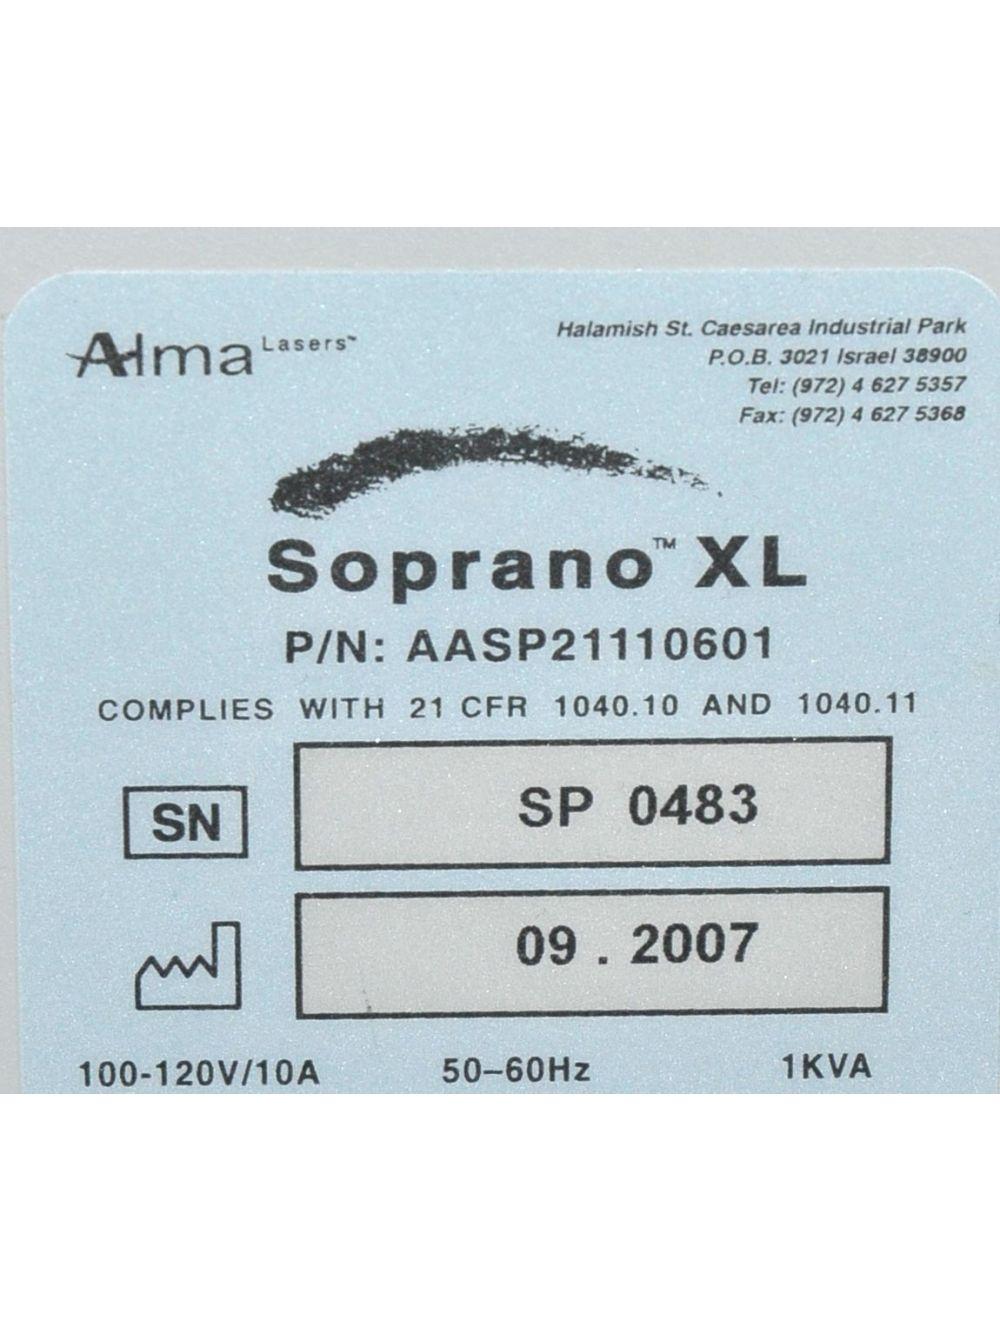 Alma Lasers™
Halamish St. Caesarea Industrial Park
P.O.B. 3021 Israel 38900
Tel: (972) 4 627 5357
Fax: (972) 4 627 5368
Soprano™ XL
P/N: AASP21110601
COMPLIES WITH 21 CFR 1040.10 AND 1040.11
SN SP 0483
09 . 2007
100-120V/10A 50–60Hz 1KVA